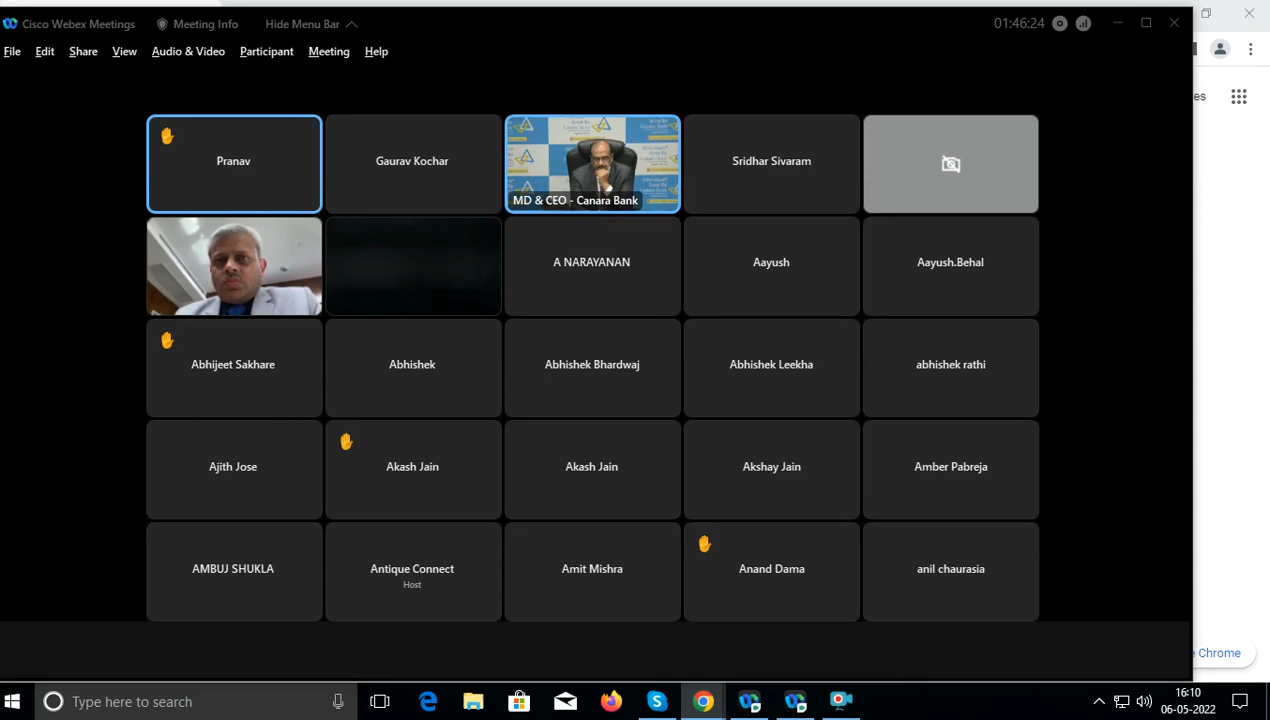 Cisco Webex Meetings
Meeting Info
Hide Menu Bar
01:46:24
File
Edit
Share
View
Audio & Video
Participant
Meeting
Help
es
Pranav
Gaurav Kochar
MD & CEO - Canara Bank
Sridhar Sivaram
A NARAYANAN
Aayush
Aayush.Behal
Abhijeet Sakhare
Abhishek
Abhishek Bhardwaj
Abhishek Leekha
abhishek rathi
Ajith Jose
Akash Jain
Akash Jain
Akshay Jain
Amber Pabreja
AMBUJ SHUKLA
Antique Connect
Host
Amit Mishra
Anand Dama
anil chaurasia
e Chrome
Type here to search
16:10
06-05-2022